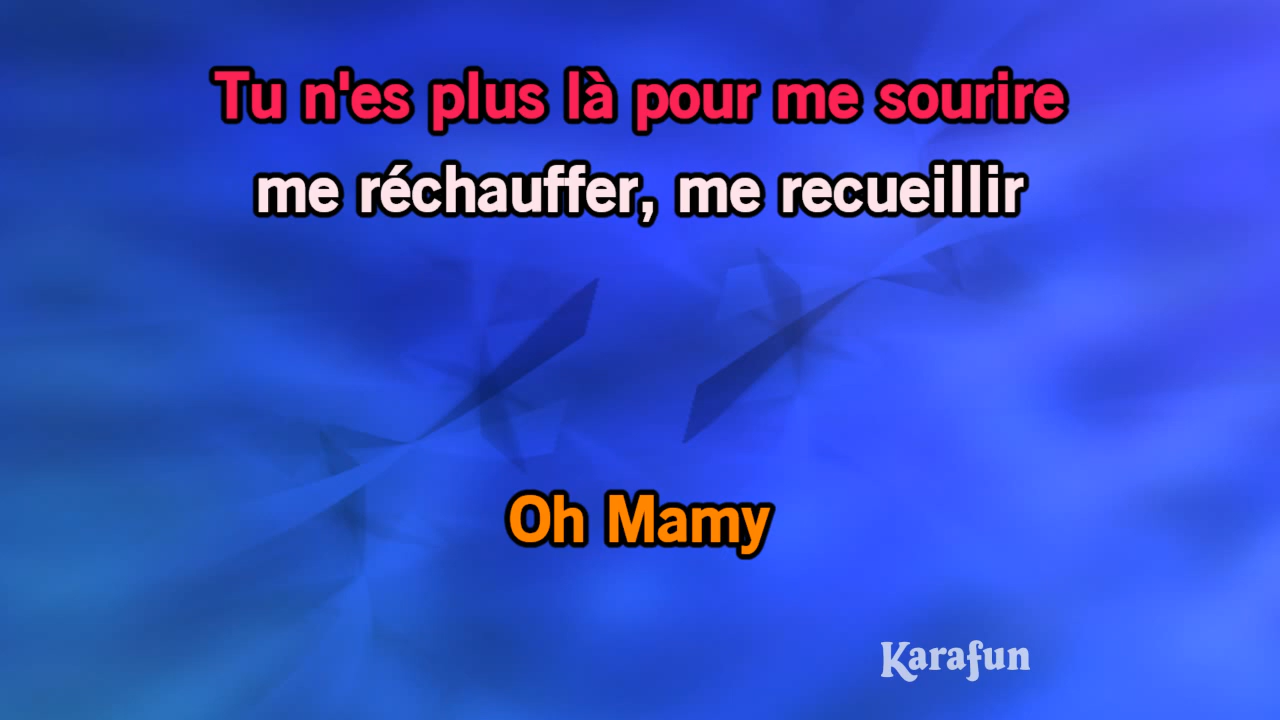 Tu n'es plus là pour me sourire
me réchauffer, me recueillir
Oh Mamy
Karafun